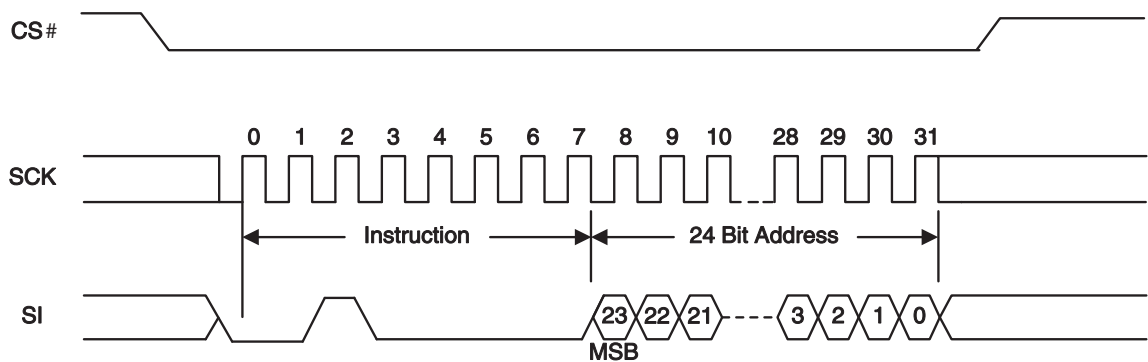 CS#
0 1 2 3 4 5 6 7 8 9 10 28 29 30 31
SCK
Instruction 24 Bit Address
SI 23 22 21 3 2 1 0
MSB